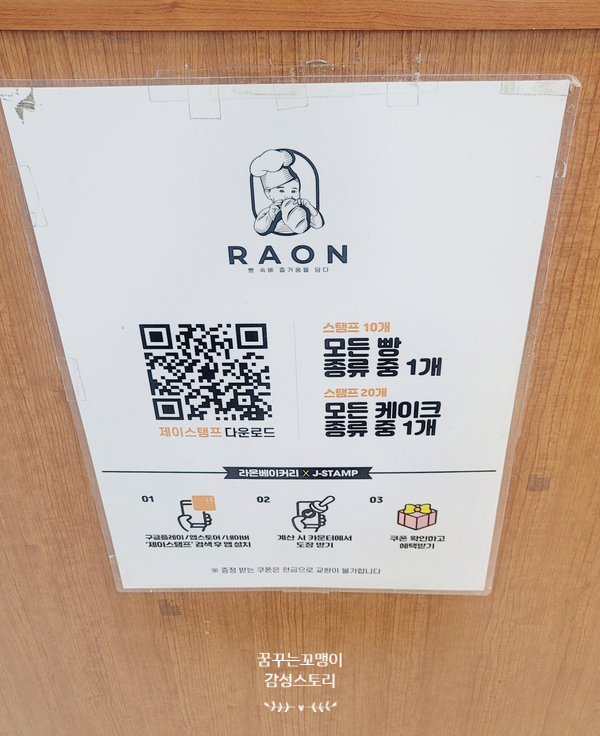 RAON
빵 속에 즐거움을 담다
스탬프 10개
모든 빵
종류 중 1개
스탬프 20개
모든 케이크
종류 중 1개
제이스탬프 다운로드
라온베이커리 X J-STAMP
01
구글플레이 / 앱스토어 / 네이버
'제이스탬프' 검색 후 앱 설치
02
계산 시 카운터에서
도장 받기
03
쿠폰 확인하고
혜택받기
※ 증정 받는 쿠폰은 현금으로 교환이 불가합니다
꿈꾸는꼬맹이
감성스토리